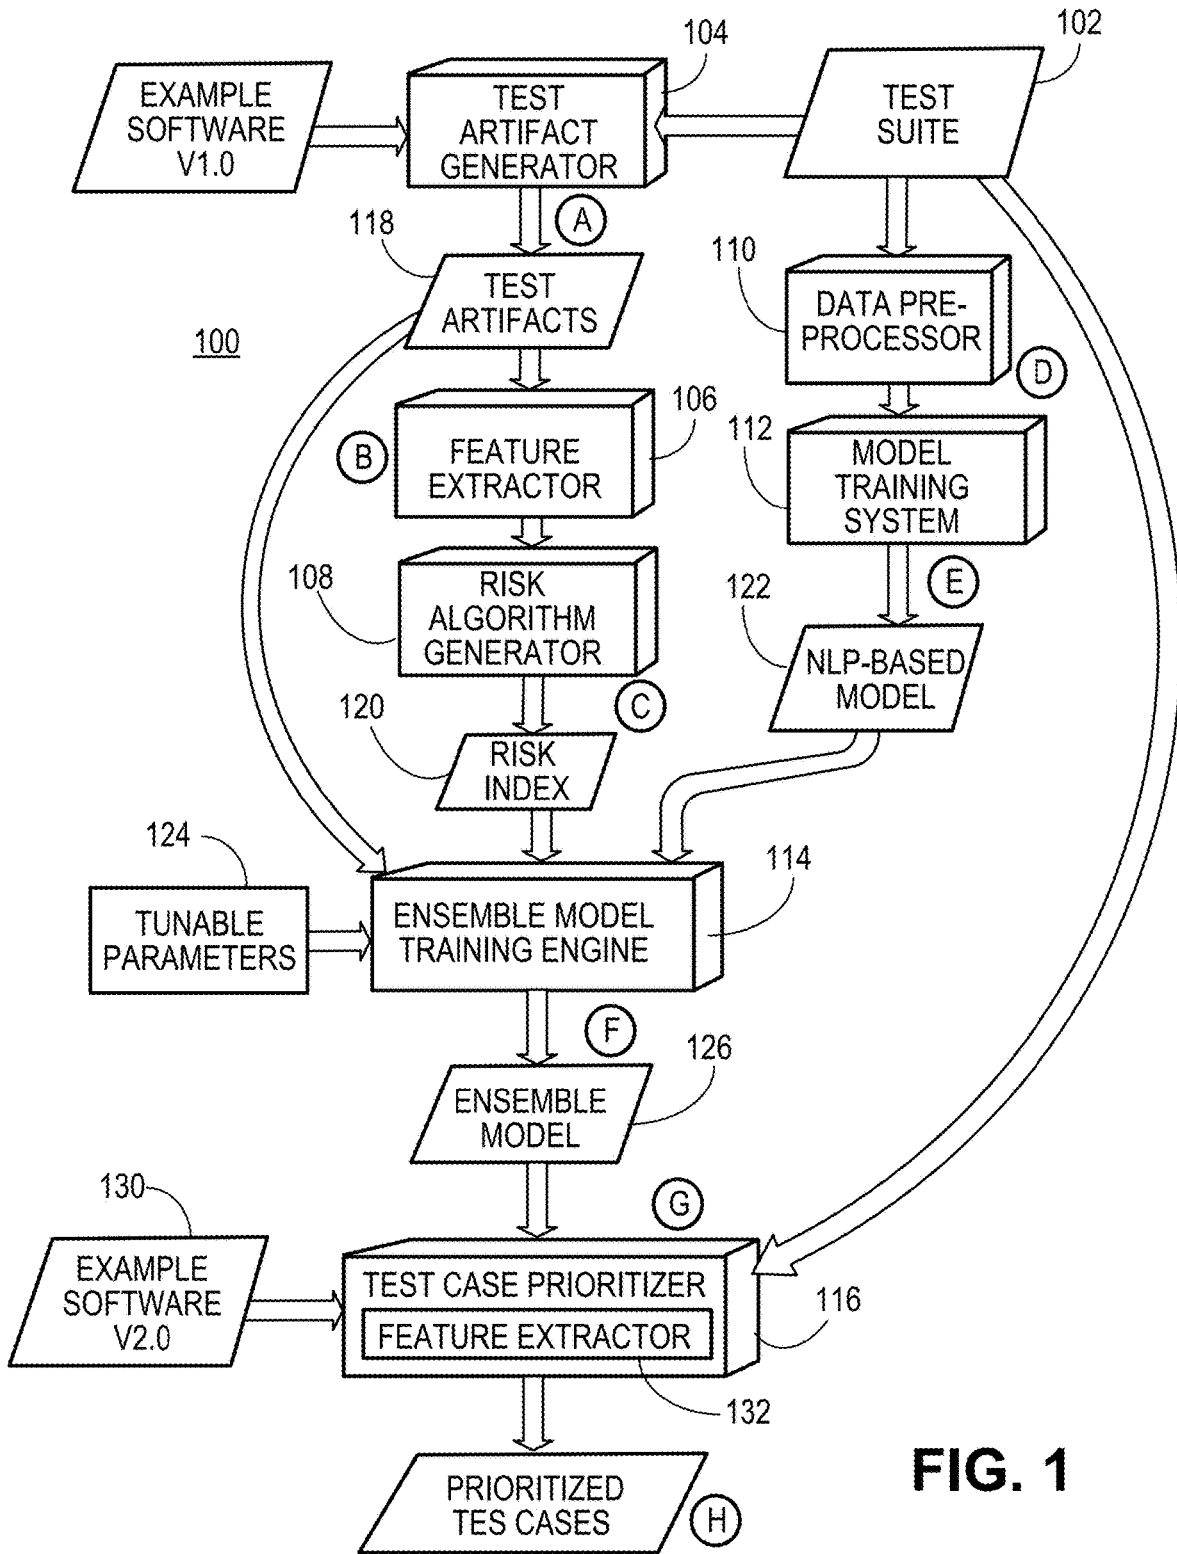 104
102
EXAMPLE
SOFTWARE
V1.0
TEST
ARTIFACT
GENERATOR
TEST
SUITE
A
118
TEST
ARTIFACTS
110
DATA PRE-
PROCESSOR
D
100
B
FEATURE
EXTRACTOR
106
112
MODEL
TRAINING
SYSTEM
108
RISK
ALGORITHM
GENERATOR
E
122
NLP-BASED
MODEL
C
120
RISK
INDEX
124
TUNABLE
PARAMETERS
ENSEMBLE MODEL
TRAINING ENGINE
114
F
126
ENSEMBLE
MODEL
G
130
EXAMPLE
SOFTWARE
V2.0
TEST CASE PRIORITIZER
FEATURE EXTRACTOR
116
132
PRIORITIZED
TES CASES
H
FIG. 1